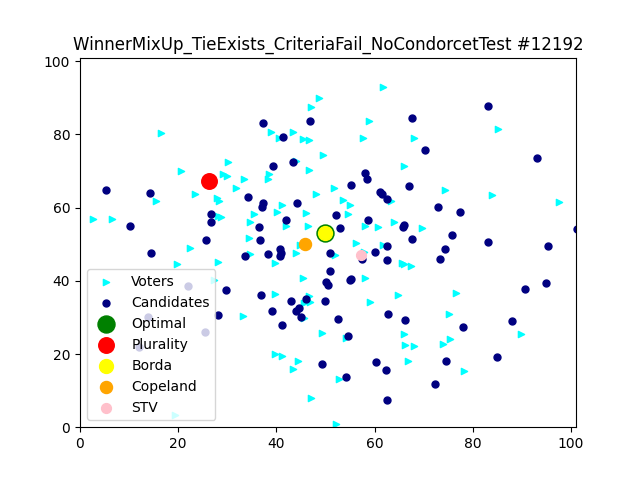 WinnerMixUp_TieExists_CriteriaFail_NoCondorcetTest #12192
100
80
60
40
20
0
Voters
Candidates
Optimal
Plurality
Borda
Copeland
STV
0 20 40 60 80 100